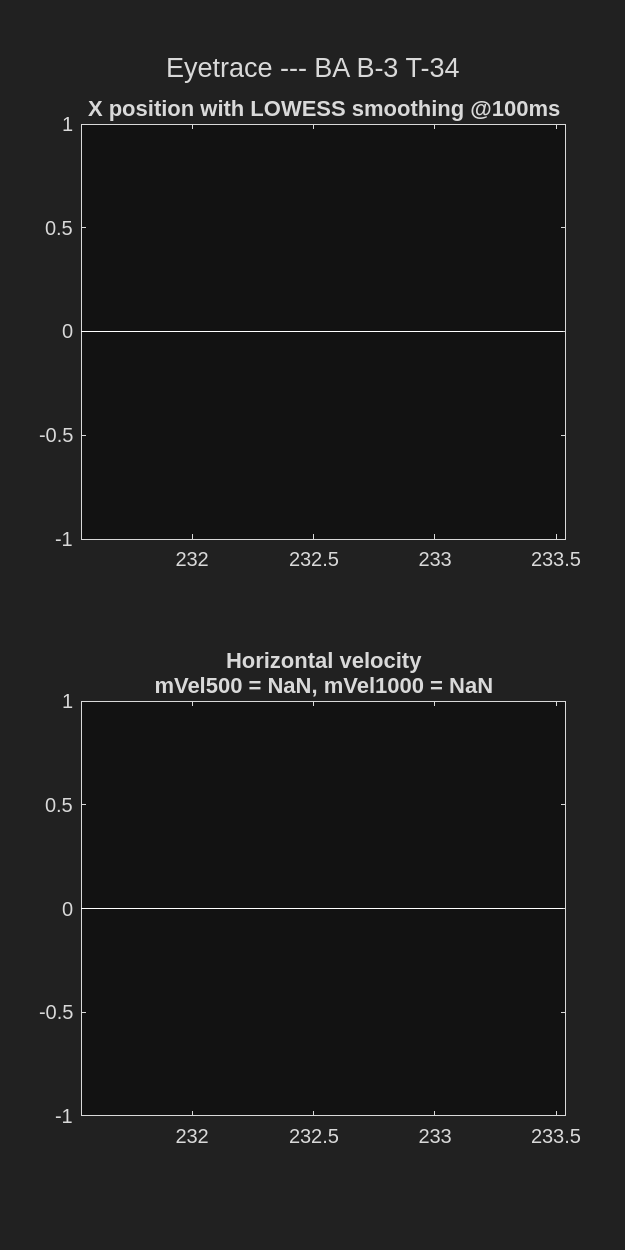 Eyetrace --- BA B-3 T-34
X position with LOWESS smoothing @100ms
1
0.5
0
-0.5
-1
232 232.5 233 233.5
Horizontal velocity
mVel500 = NaN, mVel1000 = NaN
1
0.5
0
-0.5
-1
232 232.5 233 233.5